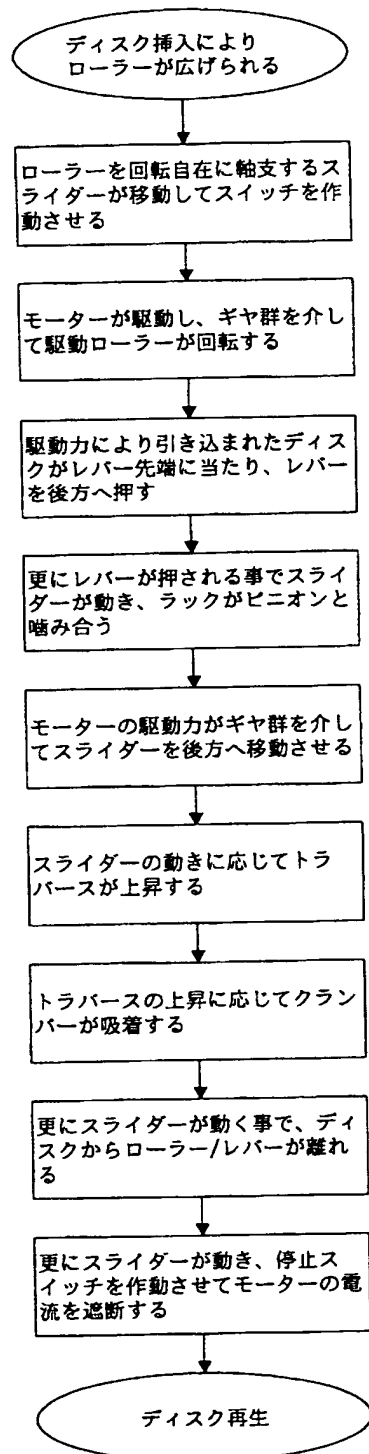 ディスク挿入により
ローラーが広げられる
ローラーを回転自在に軸支するス
ライダーが移動してスイッチを作
動させる
モーターが駆動し、ギヤ群を介し
て駆動ローラーが回転する
駆動力により引き込まれたディス
クがレバー先端に当たり、レバー
を後方へ押す
更にレバーが押される事でスライ
ダーが動き、ラックがピニオンと
噛み合う
モーターの駆動力がギヤ群を介し
てスライダーを後方へ移動させる
スライダーの動きに応じてトラ
バースが上昇する
トラバースの上昇に応じてクラン
パーが吸着する
更にスライダーが動く事で、ディ
スクからローラー/レバーが離れ
る
更にスライダーが動き、停止ス
イッチを作動させてモーターの電
流を遮断する
ディスク再生